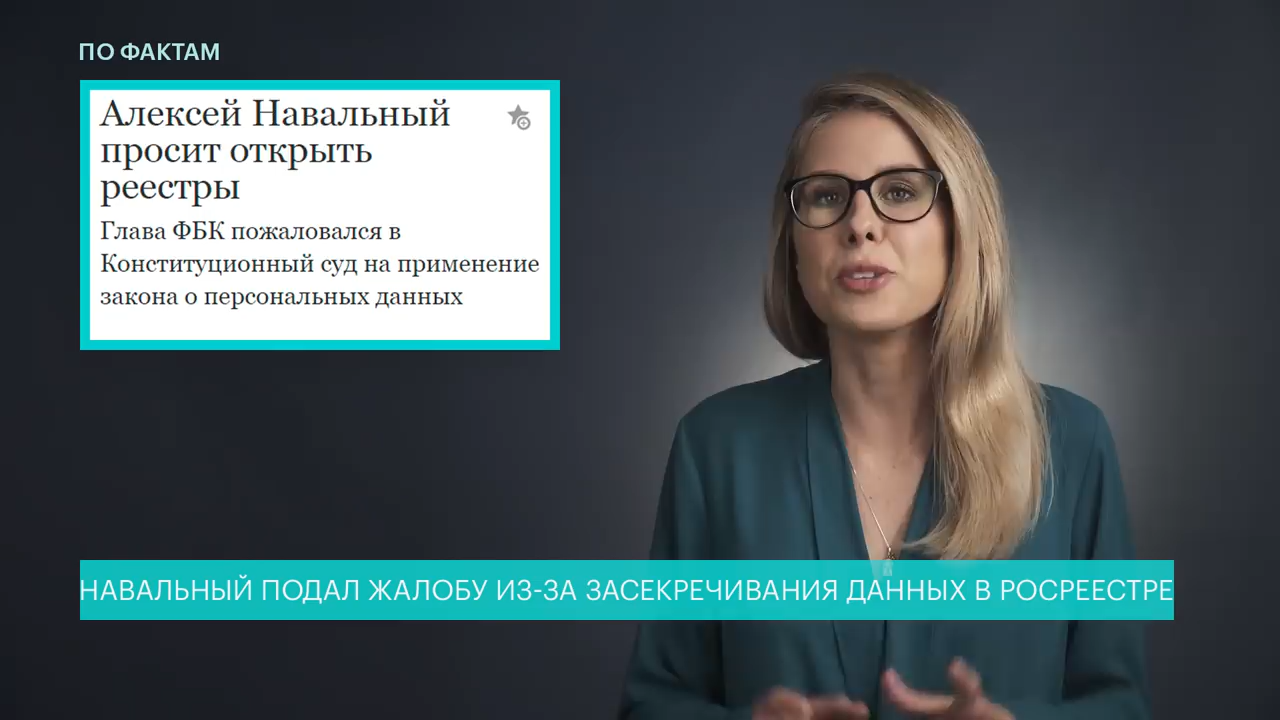 ПО ФАКТАМ
Алексей Навальный
просит открыть
реестры
Глава ФБК пожаловался в
Конституционный суд на применение
закона о персональных данных
НАВАЛЬНЫЙ ПОДАЛ ЖАЛОБУ ИЗ-ЗА ЗАСЕКРЕЧИВАНИЯ ДАННЫХ В РОСРЕЕСТРЕ